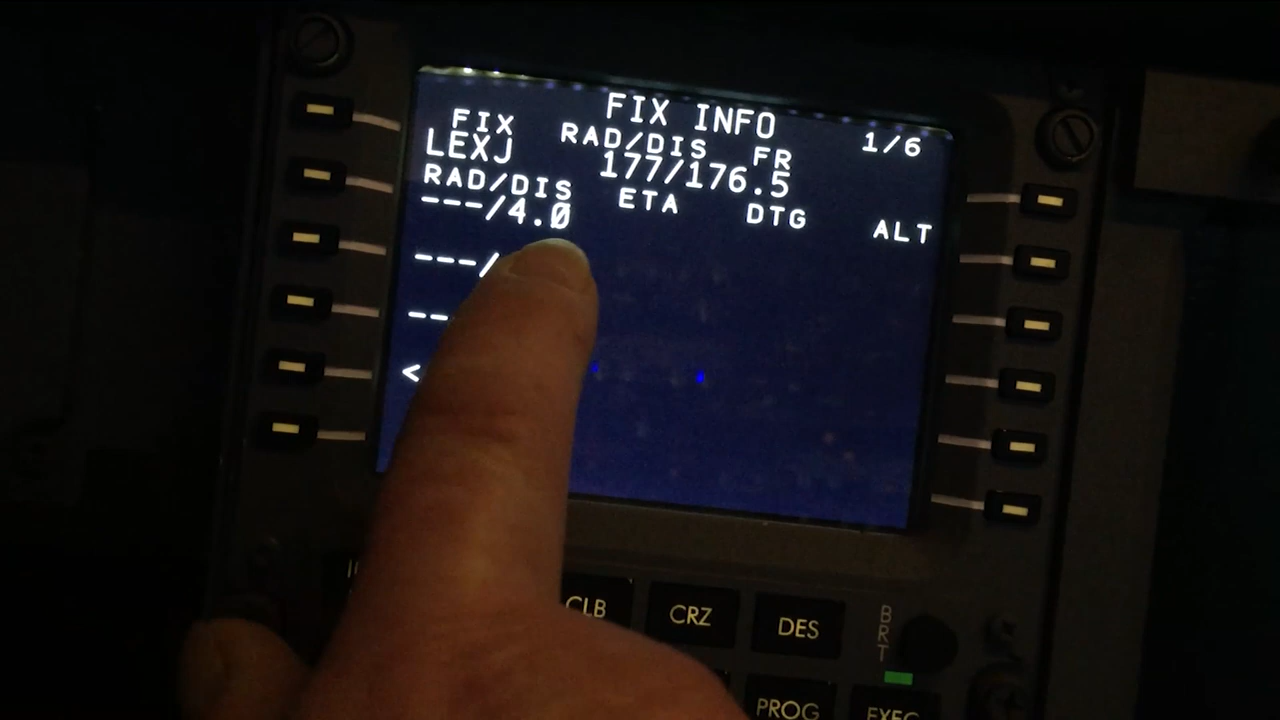 FIX INFO 1/6
FIX RAD/DIS FR
LEXJ 177/176.5
RAD/DIS ETA DTG ALT
---/4.0
---/
--
<
CLB
CRZ
DES
BRT
PROG
EXEC